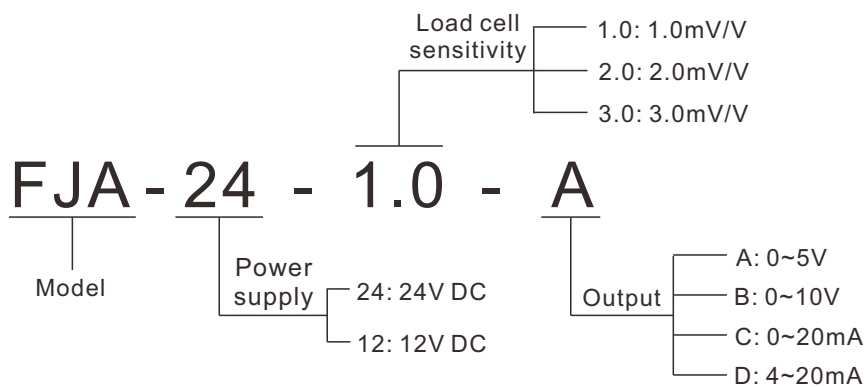 Load cell
sensitivity
1.0: 1.0mV/V
2.0: 2.0mV/V
3.0: 3.0mV/V
FJA - 24 - 1.0 - A
Model
Power
supply
24: 24V DC
12: 12V DC
Output
A: 0~5V
B: 0~10V
C: 0~20mA
D: 4~20mA